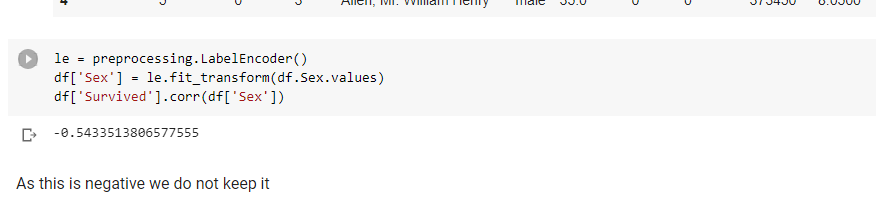 4 5 0 3 Allen, Mr. William Henry male 35.0 0 0 373450 8.0500
le = preprocessing.LabelEncoder()
df['Sex'] = le.fit_transform(df.Sex.values)
df['Survived'].corr(df['Sex'])
-0.5433513806577555
As this is negative we do not keep it